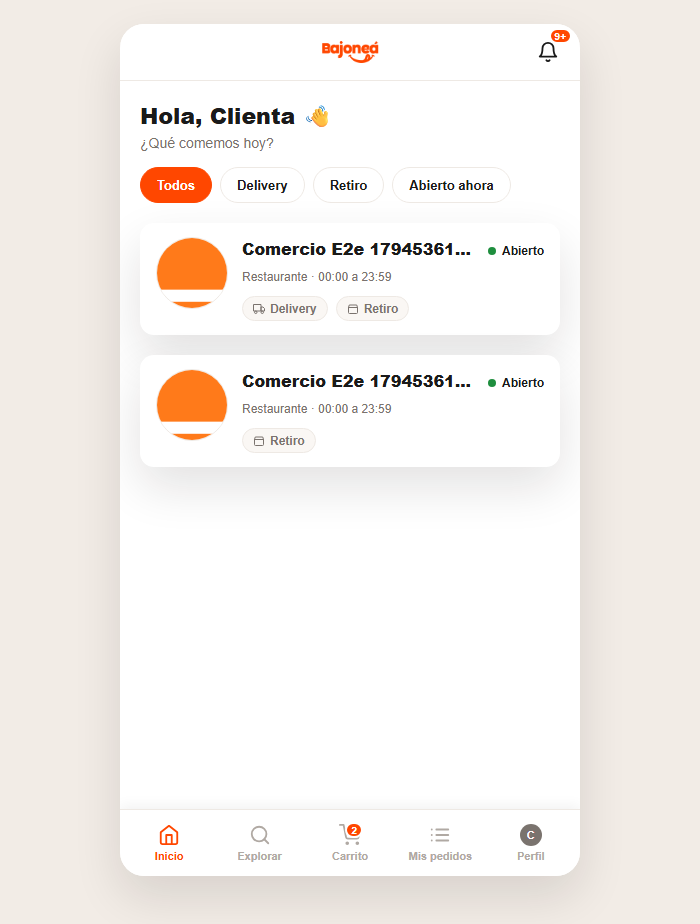 Bajoneá
9+
Hola, Clienta 👋
¿Qué comemos hoy?
Todos
Delivery
Retiro
Abierto ahora
Comercio E2e 17945361...
Abierto
Restaurante · 00:00 a 23:59
Delivery
Retiro
Comercio E2e 17945361...
Abierto
Restaurante · 00:00 a 23:59
Retiro
2
C
Inicio
Explorar
Carrito
Mis pedidos
Perfil